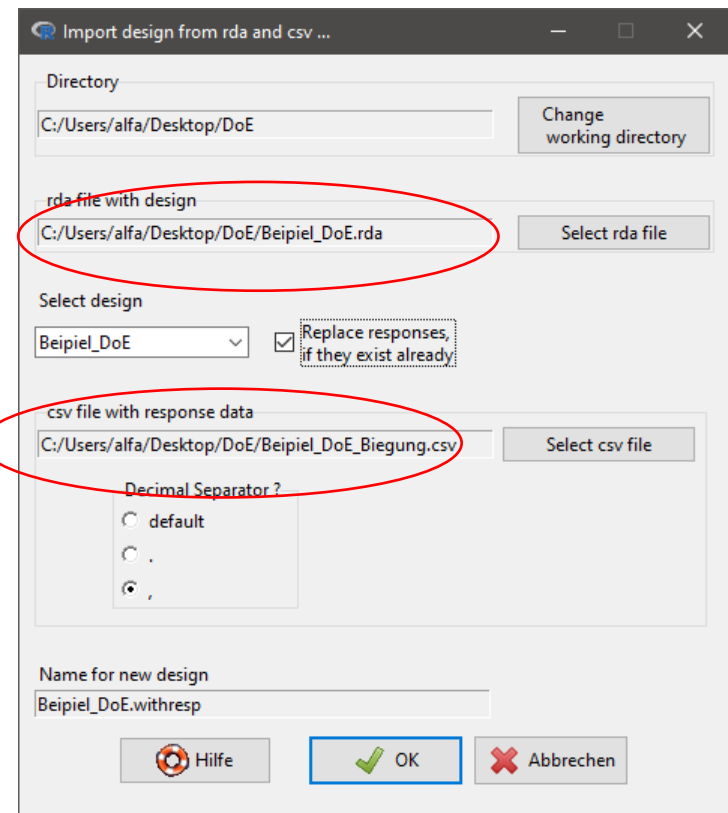 Import design from rda and csv ...
Directory
C:/Users/alfa/Desktop/DoE
Change
working directory
rda file with design
C:/Users/alfa/Desktop/DoE/Beipiel_DoE.rda
Select rda file
Select design
Beipiel_DoE
Replace responses,
if they exist already
csv file with response data
C:/Users/alfa/Desktop/DoE/Beipiel_DoE_Biegung.csv
Select csv file
Decimal Separator ?
default
.
,
Name for new design
Beipiel_DoE.withresp
Hilfe
OK
Abbrechen